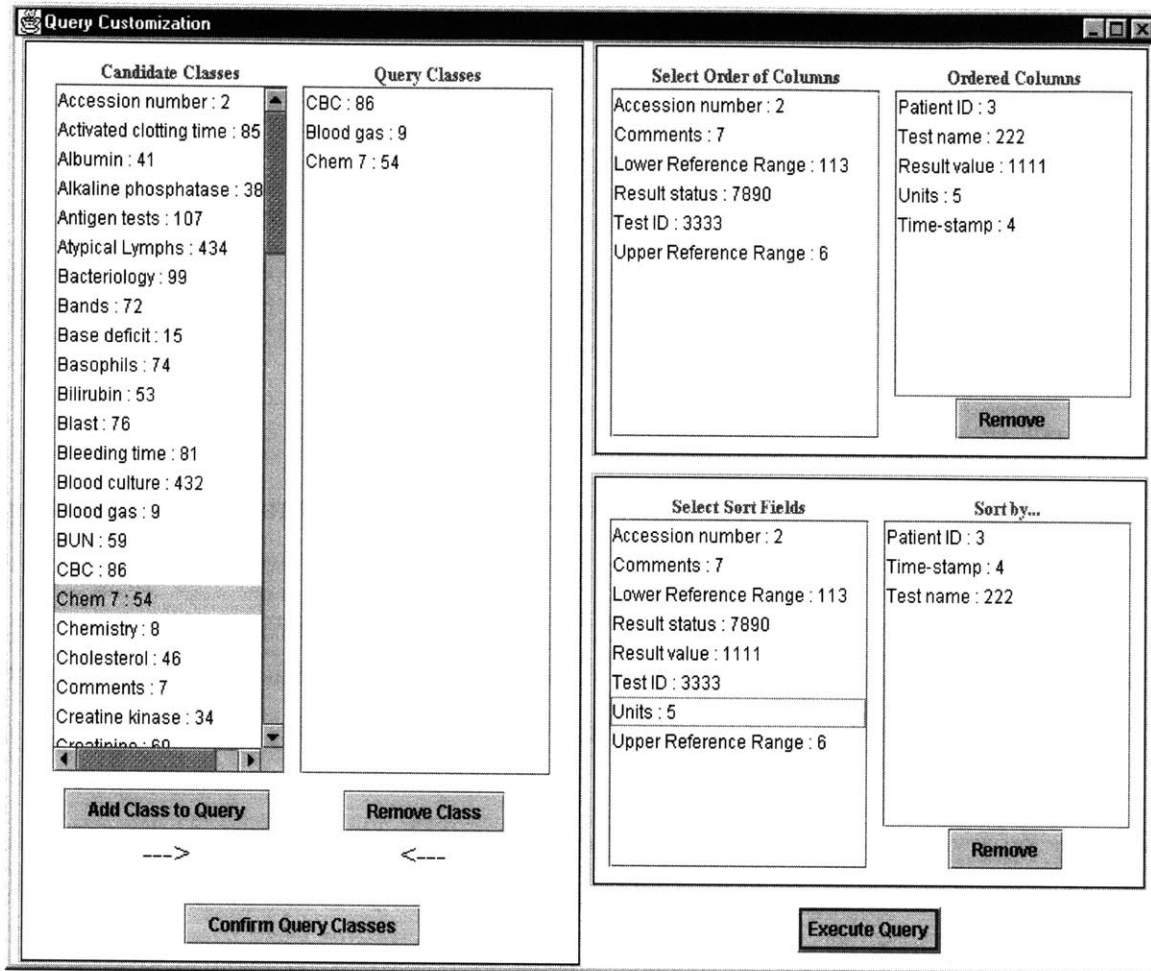 Query Customization
Candidate Classes
Accession number : 2
Activated clotting time : 85
Albumin : 41
Alkaline phosphatase : 38
Antigen tests : 107
Atypical Lymphs : 434
Bacteriology : 99
Bands : 72
Base deficit : 15
Basophils : 74
Bilirubin : 53
Blast : 76
Bleeding time : 81
Blood culture : 432
Blood gas : 9
BUN : 59
CBC : 86
Chem 7 : 54
Chemistry : 8
Cholesterol : 46
Comments : 7
Creatine kinase : 34
Creatinine : 60
Add Class to Query
--->
Query Classes
CBC : 86
Blood gas : 9
Chem 7 : 54
Remove Class
<---
Confirm Query Classes
Select Order of Columns
Accession number : 2
Comments : 7
Lower Reference Range : 113
Result status : 7890
Test ID : 3333
Upper Reference Range : 6
Ordered Columns
Patient ID : 3
Test name : 222
Result value : 1111
Units : 5
Time-stamp : 4
Remove
Select Sort Fields
Accession number : 2
Comments : 7
Lower Reference Range : 113
Result status : 7890
Result value : 1111
Test ID : 3333
Units : 5
Upper Reference Range : 6
Sort by...
Patient ID : 3
Time-stamp : 4
Test name : 222
Remove
Execute Query